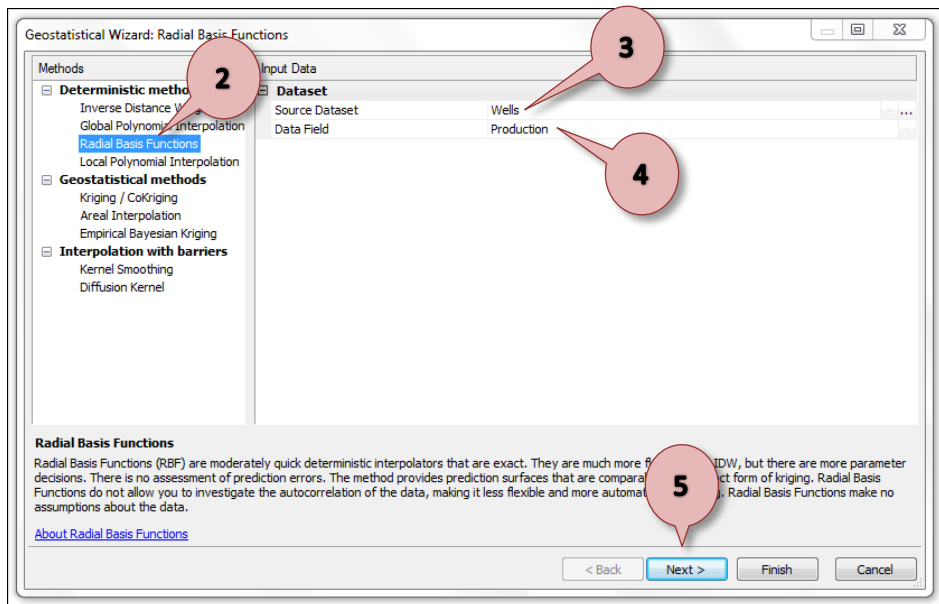 Geostatistical Wizard: Radial Basis Functions
Methods
Input Data
Deterministic metho
Inverse Distance W g
Global Polynomial Interpolation
Radial Basis Functions
Local Polynomial Interpolation
Geostatistical methods
Kriging / CoKriging
Areal Interpolation
Empirical Bayesian Kriging
Interpolation with barriers
Kernel Smoothing
Diffusion Kernel
Dataset
Source Dataset Wells ...
Data Field Production
2
3
4
Radial Basis Functions
Radial Basis Functions (RBF) are moderately quick deterministic interpolators that are exact. They are much more IDW, but there are more parameter
decisions. There is no assessment of prediction errors. The method provides prediction surfaces that are form of kriging. Radial Basis
Functions do not allow you to investigate the autocorrelation of the data, making it less flexible and more Radial Basis Functions make no
assumptions about the data.
5
About Radial Basis Functions
< Back Next > Finish Cancel